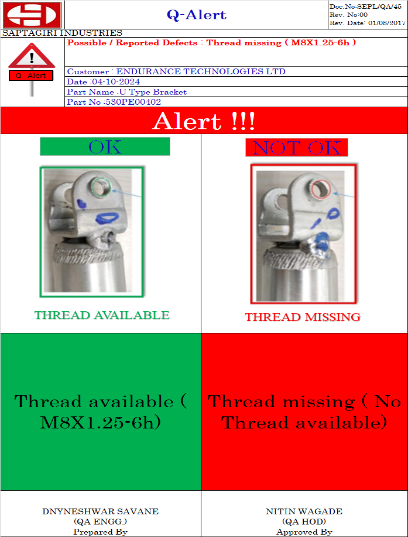 Q-Alert
Doc.No:SEPL/QA/45
Rev. No:00
Rev. Date: 01/08/2017
SAPTAGIRI INDUSTRIES
Possible / Reported Defects : Thread missing ( M8X1.25-6h )
Q- Alert
Customer : ENDURANCE TECHNOLOGIES LTD
Date :04-10-2024
Part Name :U Type Bracket
Part No :530PE00402
Alert !!!
OK
NOT OK
THREAD AVAILABLE
THREAD MISSING
Thread available (
M8X1.25-6h)
Thread missing ( No
Thread available)
DNYNESHWAR SAVANE
(QA ENGG.)
Prepared By
NITIN WAGADE
(QA HOD)
Approved By